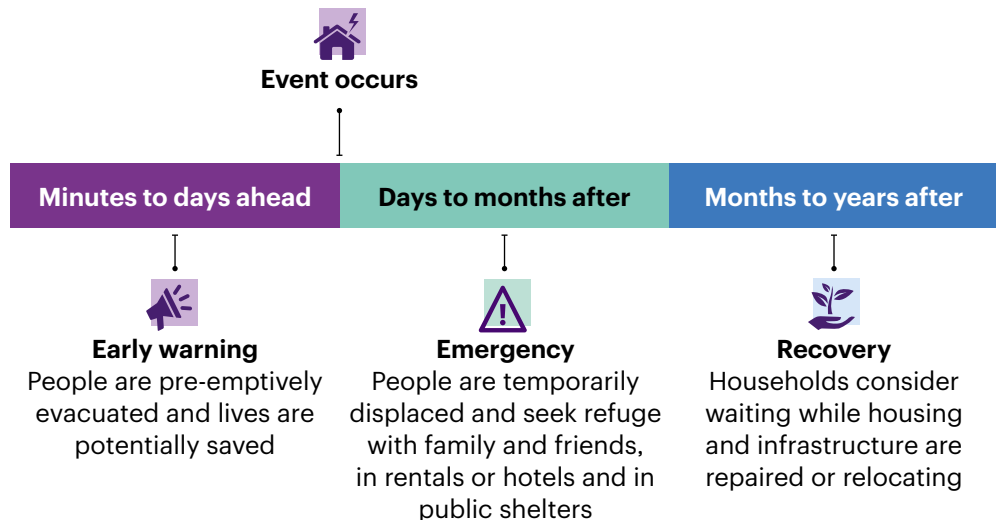 Event occurs
Minutes to days ahead
Days to months after
Months to years after
Early warning
People are pre-emptively
evacuated and lives are
potentially saved
Emergency
People are temporarily
displaced and seek refuge
with family and friends,
in rentals or hotels and in
public shelters
Recovery
Households consider
waiting while housing
and infrastructure are
repaired or relocating